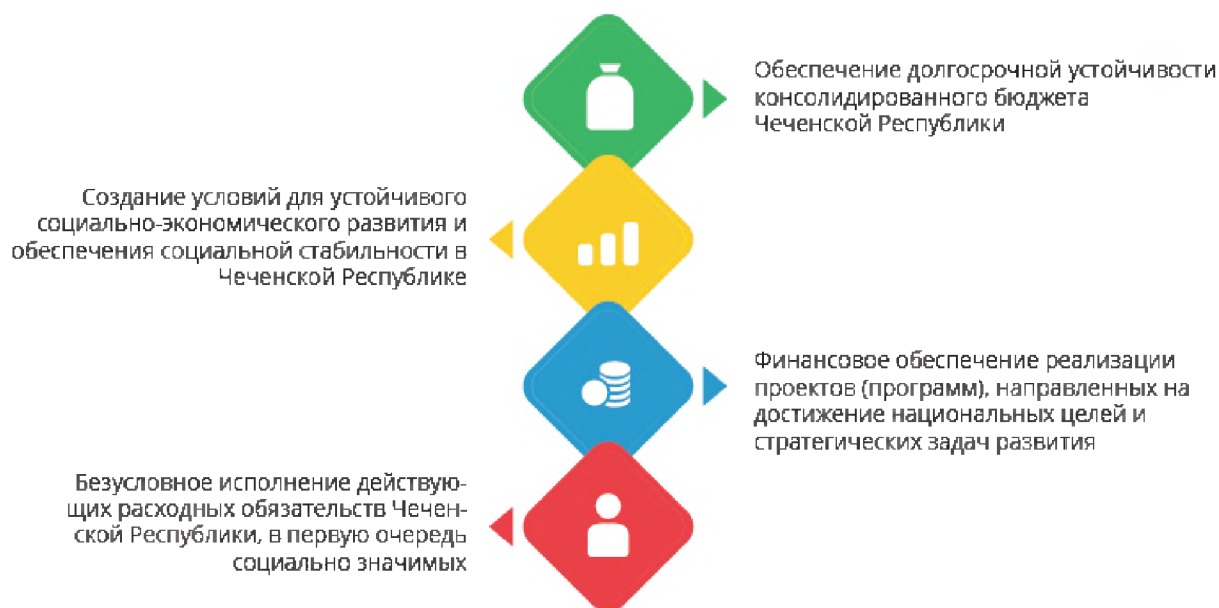 Обеспечение долгосрочной устойчивости
консолидированного бюджета
Чеченской Республики
Создание условий для устойчивого
социально-экономического развития и
обеспечения социальной стабильности в
Чеченской Республике
Финансовое обеспечение реализации
проектов (программ), направленных на
достижение национальных целей и
стратегических задач развития
Безусловное исполнение действую-
щих расходных обязательств Чечен-
ской Республики, в первую очередь
социально значимых